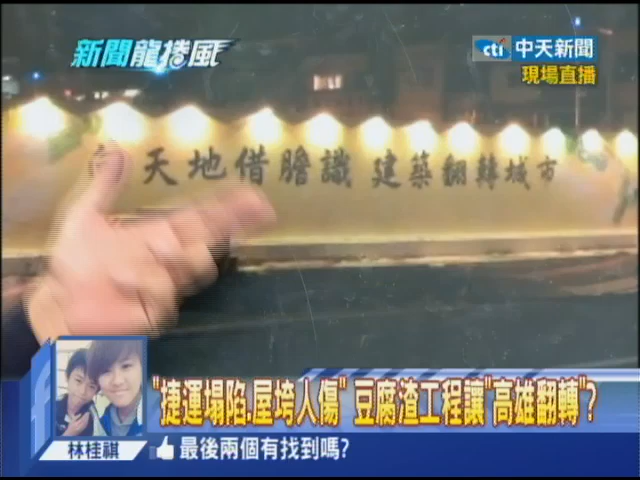 新聞龍捲風
cti 中天新聞
現場直播
天地借膽識 建築翻轉城市
"捷運塌陷.屋垮人傷" 豆腐渣工程讓"高雄翻轉"?
林桂祺
最後兩個有找到嗎?